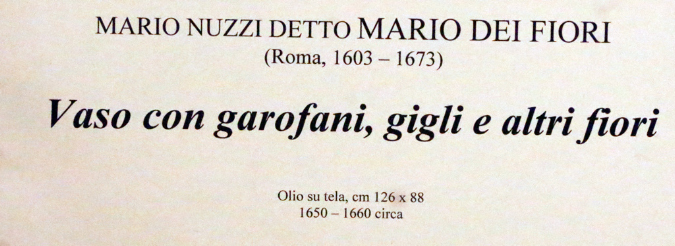 MARIO NUZZI DETTO MARIO DEI FIORI
(Roma, 1603 – 1673)
Vaso con garofani, gigli e altri fiori
Olio su tela, cm 126 x 88
1650 – 1660 circa